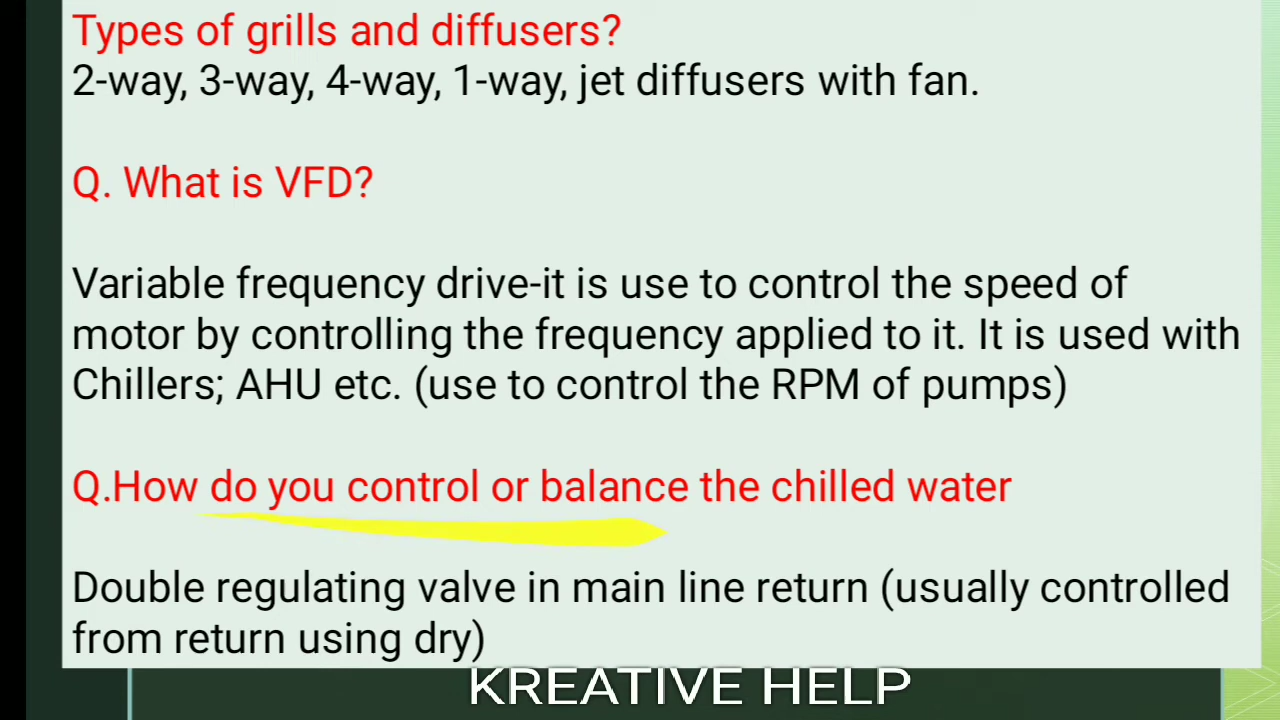 Types of grills and diffusers?
2-way, 3-way, 4-way, 1-way, jet diffusers with fan.
Q. What is VFD?
Variable frequency drive-it is use to control the speed of
motor by controlling the frequency applied to it. It is used with
Chillers; AHU etc. (use to control the RPM of pumps)
Q.How do you control or balance the chilled water
Double regulating valve in main line return (usually controlled
from return using dry)
KREATIVE HELP